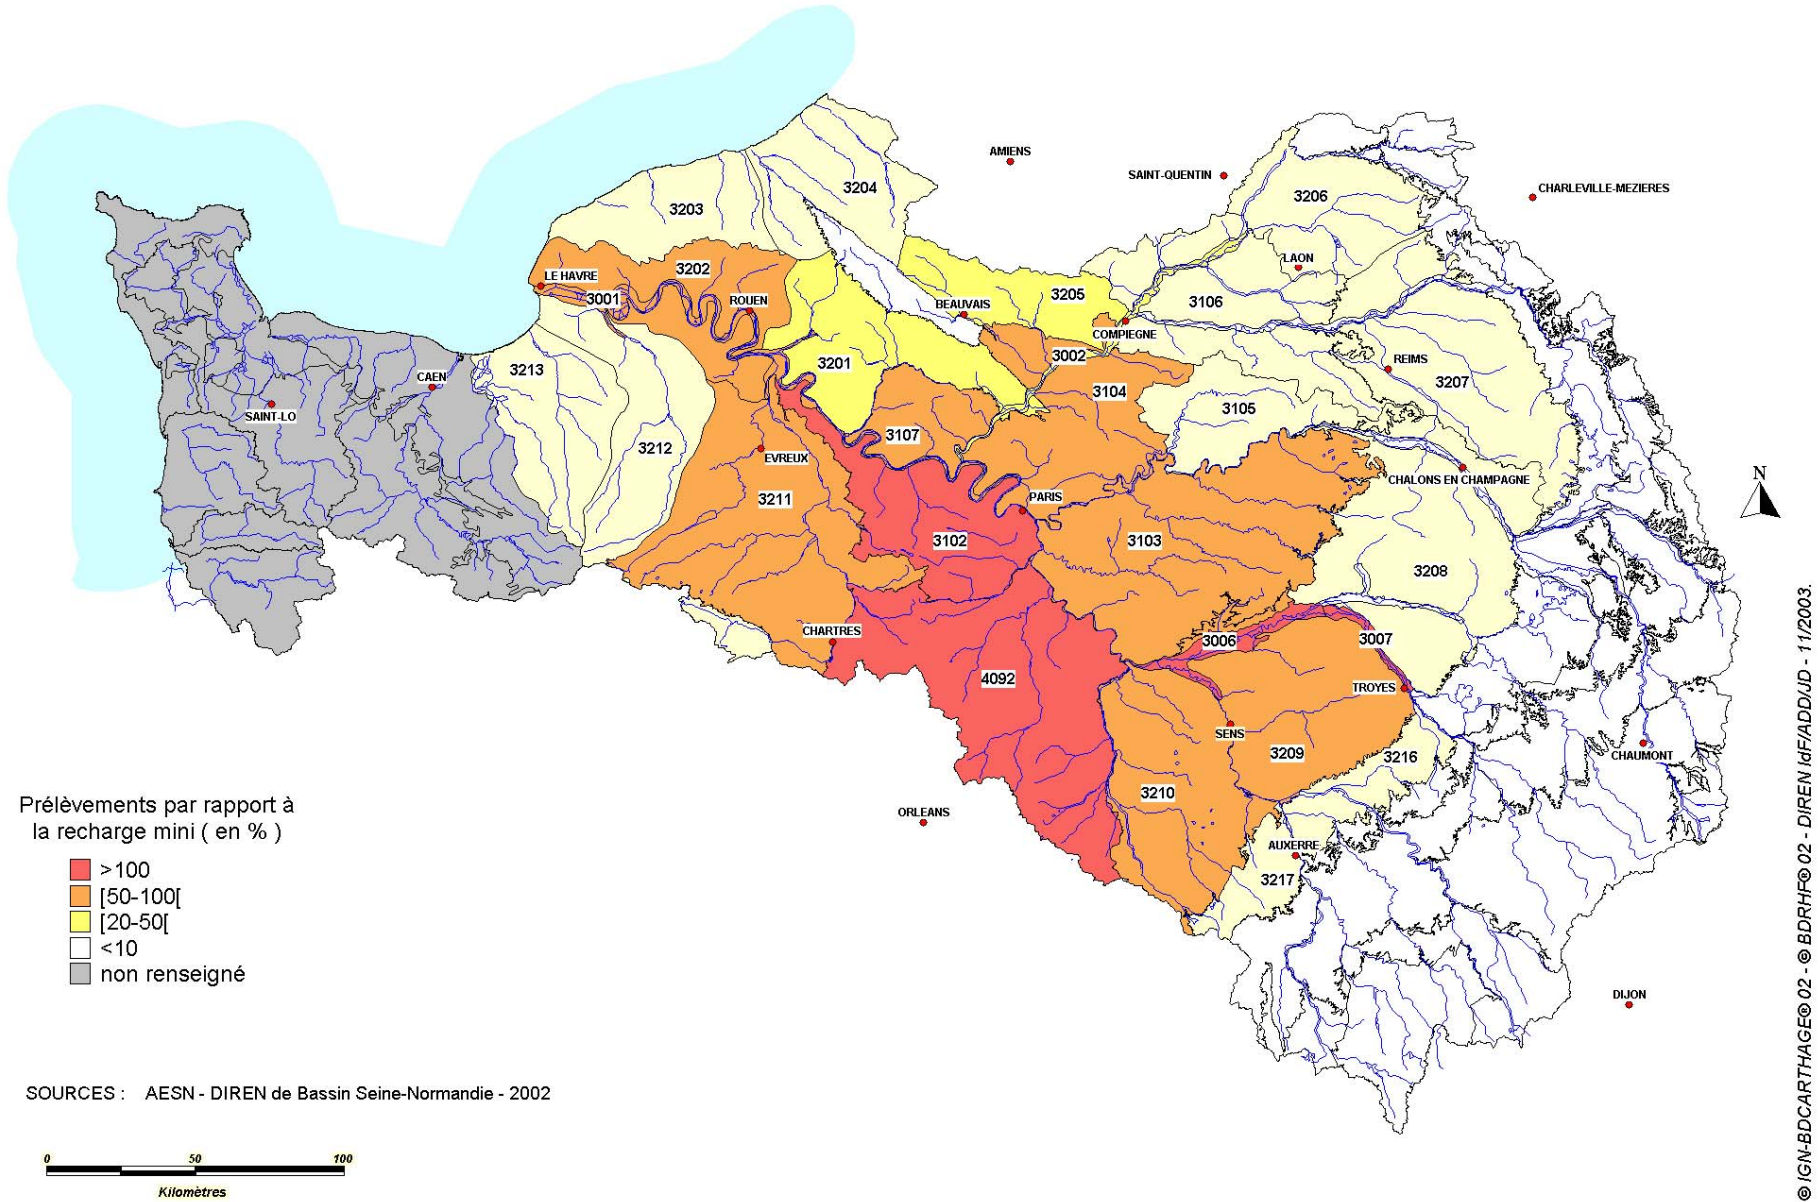 AMIENS
SAINT-QUENTIN
CHARLEVILLE-MEZIERES
3204
3206
3203
LAON
3202
LE HAVRE
3205
3001
ROUEN
BEAUVAIS
3106
COMPIEGNE
3002
REIMS
3201
3213
CAEN
3207
3104
3105
SAINT-LO
3107
3212
EVREUX
CHALONS EN CHAMPAGNE
N
3211
PARIS
3102
3103
3208
CHARTRES
3006
3007
4092
TROYES
SENS
3209
3216
CHAUMONT
3210
ORLEANS
AUXERRE
3217
DIJON
Prélèvements par rapport à
la recharge mini ( en % )
>100
[50-100[
[20-50[
<10
non renseigné
SOURCES : AESN - DIREN de Bassin Seine-Normandie - 2002
0 50 100
Kilomètres
© IGN-BDCARTHAGE® 02 - © BDRHF® 02 - DIREN IdF/ADD/JD - 11/2003.